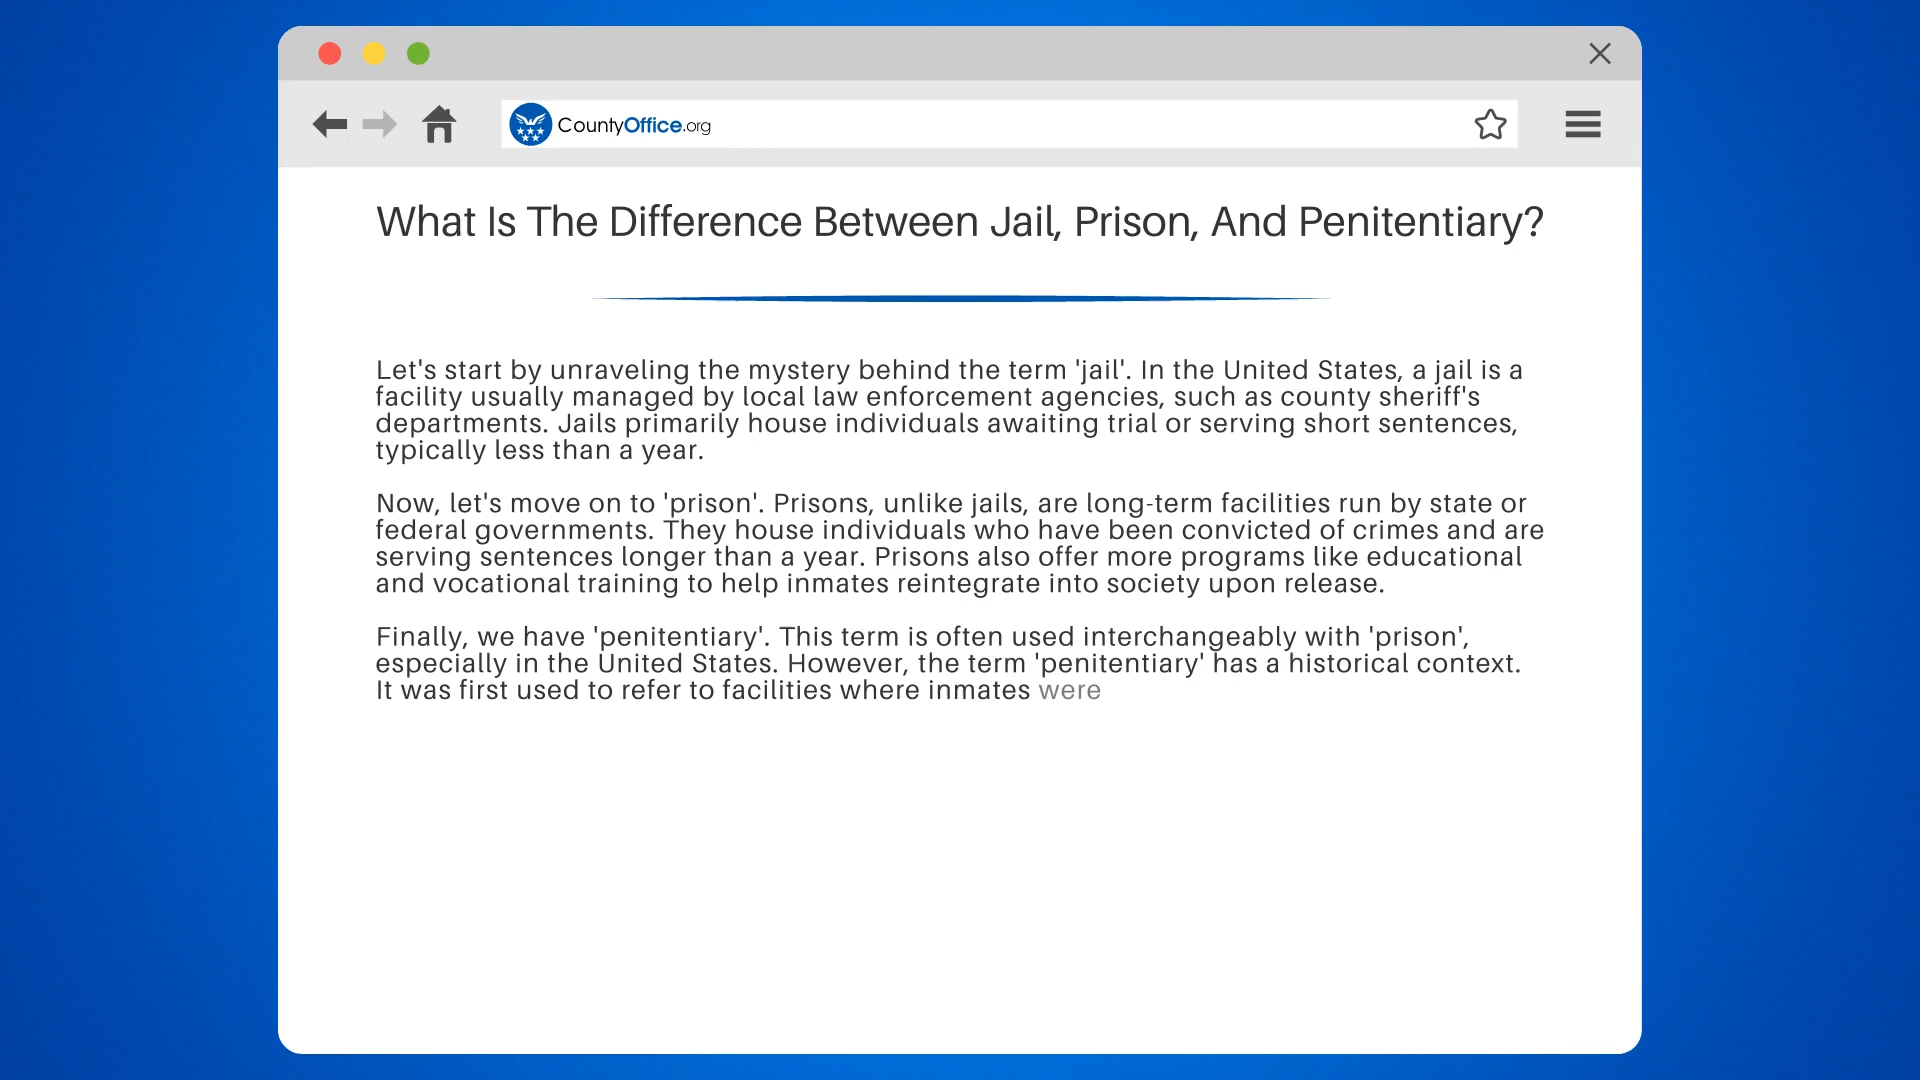 CountyOffice.org
What Is The Difference Between Jail, Prison, And Penitentiary?
Let's start by unraveling the mystery behind the term 'jail'. In the United States, a jail is a
facility usually managed by local law enforcement agencies, such as county sheriff's
departments. Jails primarily house individuals awaiting trial or serving short sentences,
typically less than a year.
Now, let's move on to 'prison'. Prisons, unlike jails, are long-term facilities run by state or
federal governments. They house individuals who have been convicted of crimes and are
serving sentences longer than a year. Prisons also offer more programs like educational
and vocational training to help inmates reintegrate into society upon release.
Finally, we have 'penitentiary'. This term is often used interchangeably with 'prison',
especially in the United States. However, the term 'penitentiary' has a historical context.
It was first used to refer to facilities where inmates were